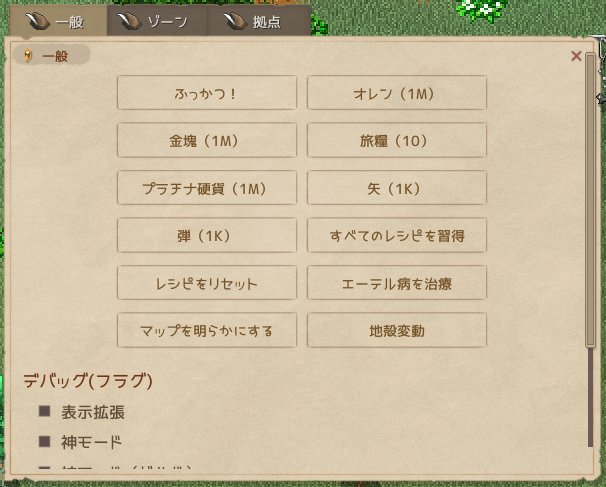 一般
ゾーン
拠点
一般
ふっかつ！
オレン（1M）
金塊（1M）
旅糧（10）
プラチナ硬貨（1M）
矢（1K）
弾（1K）
すべてのレシピを習得
レシピをリセット
エーテル病を治療
マップを明らかにする
地殻変動
デバッグ(フラグ)
表示拡張
神モード